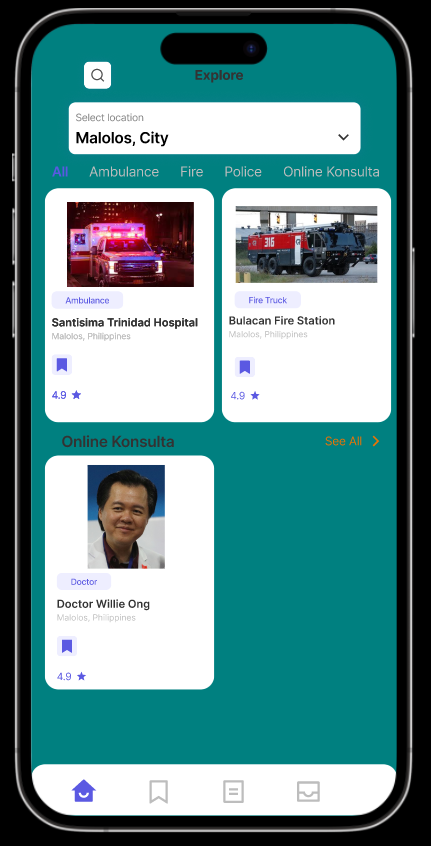 Explore
Select location
Malolos, City
All Ambulance Fire Police Online Konsulta
316
Ambulance
Santisima Trinidad Hospital
Malolos, Philippines
4.9
Fire Truck
Bulacan Fire Station
Malolos, Philippines
4.9
Online Konsulta See All
Doctor
Doctor Willie Ong
Malolos, Philippines
4.9